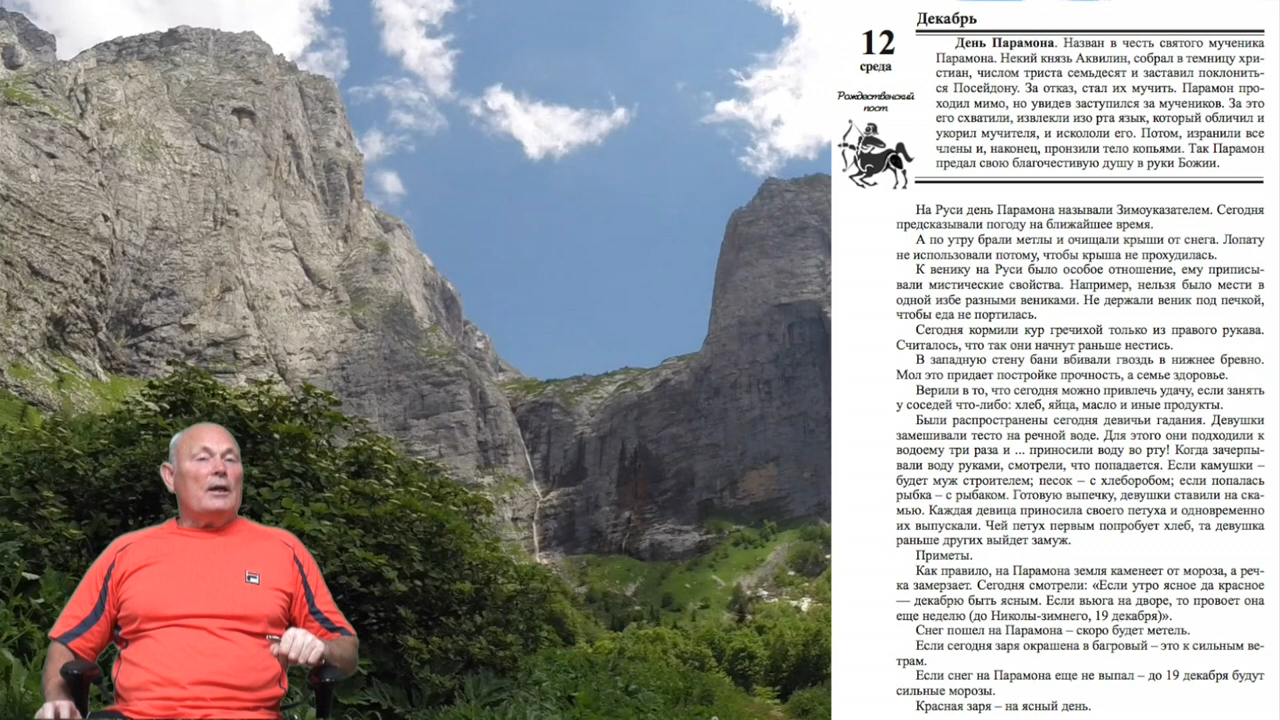 Декабрь
12
среда
Рождественский
пост
День Парамона. Назван в честь святого мученика
Парамона. Некий князь Аквилин, собрал в темницу хри-
стиан, числом триста семьдесят и заставил поклонить-
ся Посейдону. За отказ, стал их мучить. Парамон про-
ходил мимо, но увидев заступился за мучеников. За это
его схватили, извлекли изо рта язык, который обличил и
укорил мучителя, и искололи его. Потом, изранили все
члены и, наконец, пронзили тело копьями. Так Парамон
предал свою благочестивую душу в руки Божии.
На Руси день Парамона называли Зимоуказателем. Сегодня
предсказывали погоду на ближайшее время.
А по утру брали метлы и очищали крыши от снега. Лопату
не использовали потому, чтобы крыша не прохудилась.
К венику на Руси было особое отношение, ему приписы-
вали мистические свойства. Например, нельзя было мести в
одной избе разными вениками. Не держали веник под печкой,
чтобы еда не портилась.
Сегодня кормили кур гречихой только из правого рукава.
Считалось, что так они начнут раньше нестись.
В западную стену бани вбивали гвоздь в нижнее бревно.
Мол это придает постройке прочность, а семье здоровье.
Верили в то, что сегодня можно привлечь удачу, если занять
у соседей что-либо: хлеб, яйца, масло и иные продукты.
Были распространены сегодня девичьи гадания. Девушки
замешивали тесто на речной воде. Для этого они подходили к
водоему три раза и ... приносили воду во рту! Когда зачерпы-
вали воду руками, смотрели, что попадается. Если камушки –
будет муж строителем; песок – с хлеборобом; если попалась
рыбка – с рыбаком. Готовую выпечку, девушки ставили на ска-
мью. Каждая девица приносила своего петуха и одновременно
их выпускали. Чей петух первым попробует хлеб, та девушка
раньше других выйдет замуж.
Приметы.
Как правило, на Парамона земля каменеет от мороза, а реч-
ка замерзает. Сегодня смотрели: «Если утро ясное да красное
— декабрю быть ясным. Если вьюга на дворе, то провоет она
еще неделю (до Николы-зимнего, 19 декабря)».
Снег пошел на Парамона – скоро будет метель.
Если сегодня заря окрашена в багровый – это к сильным ве-
трам.
Если снег на Парамона еще не выпал – до 19 декабря будут
сильные морозы.
Красная заря – на ясный день.